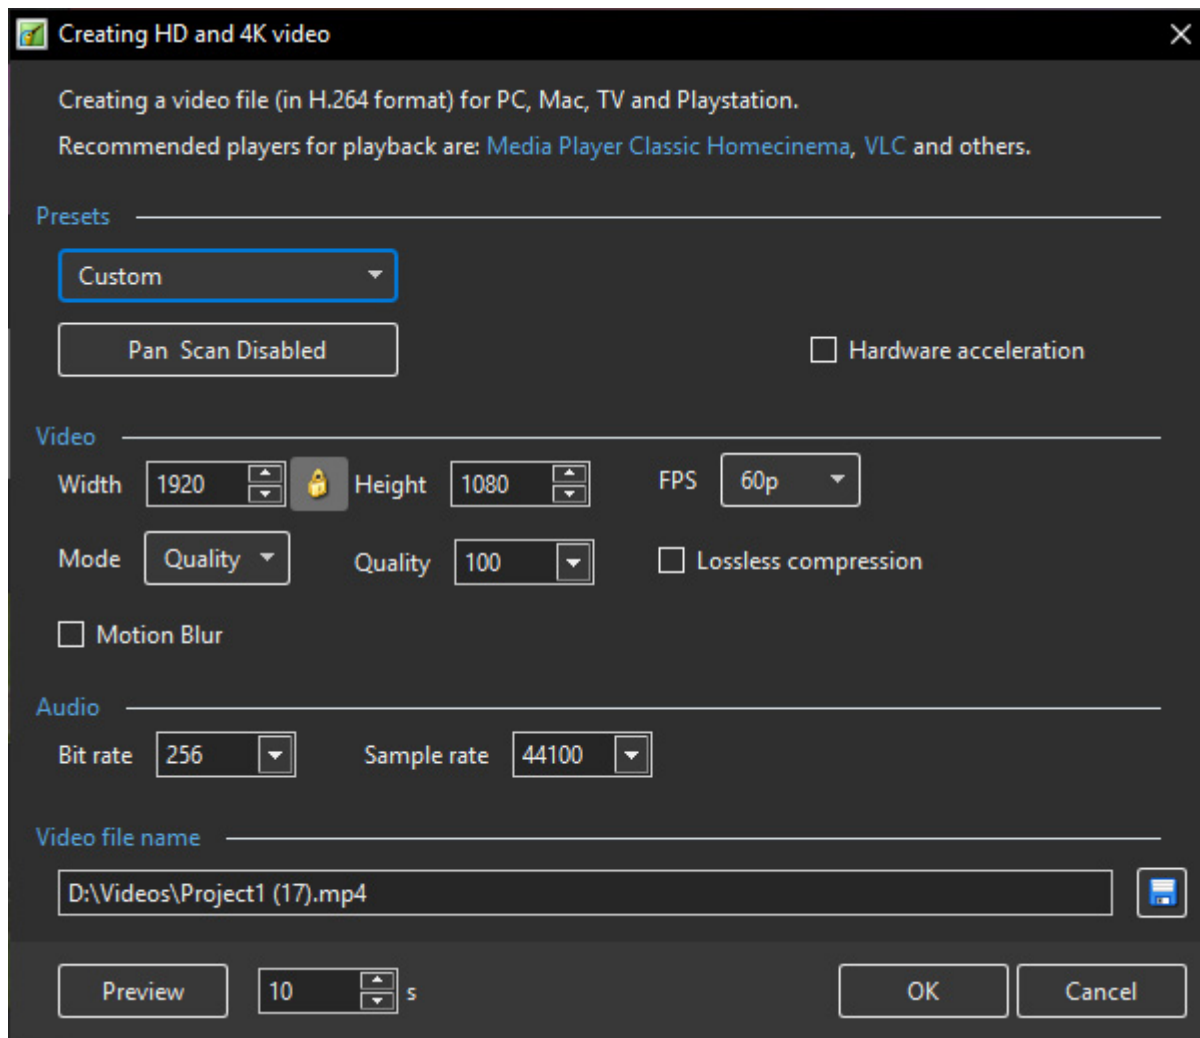 Creating HD and 4K video
Creating a video file (in H.264 format) for PC, Mac, TV and Playstation.
Recommended players for playback are: Media Player Classic Homecinema, VLC and others.
Presets
Custom
Pan Scan Disabled
Hardware acceleration
Video
Width 1920 Height 1080 FPS 60p
Mode Quality Quality 100 Lossless compression
Motion Blur
Audio
Bit rate 256 Sample rate 44100
Video file name
D:\Videos\Project1 (17).mp4
Preview 10 s OK Cancel